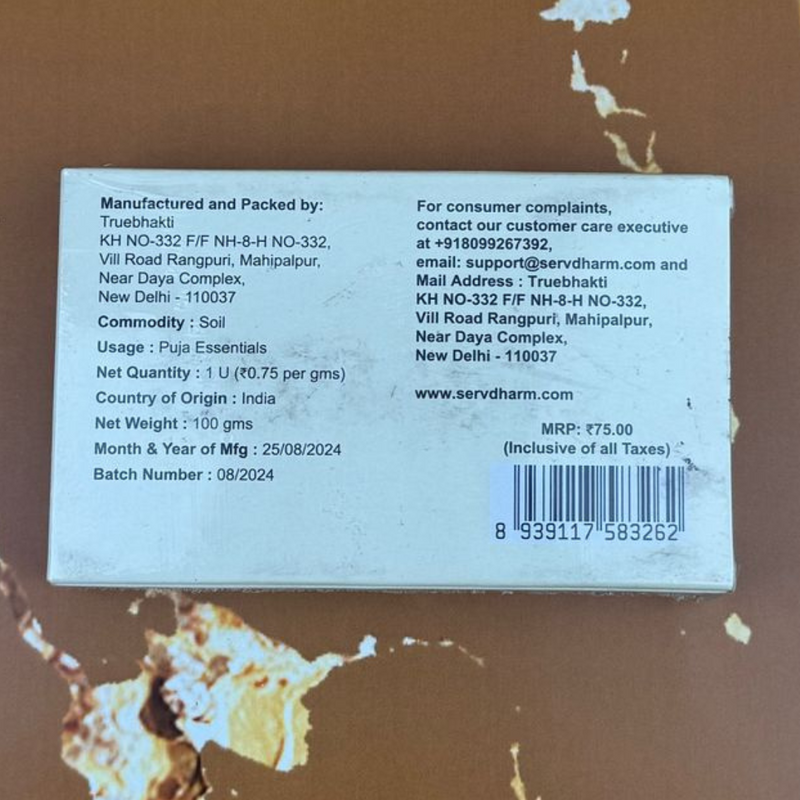 Manufactured and Packed by:
Truebhakti
KH NO-332 F/F NH-8-H NO-332,
Vill Road Rangpuri, Mahipalpur,
Near Daya Complex,
New Delhi - 110037
Commodity : Soil
Usage : Puja Essentials
Net Quantity : 1 U (₹0.75 per gms)
Country of Origin : India
Net Weight : 100 gms
Month & Year of Mfg : 25/08/2024
Batch Number : 08/2024
For consumer complaints,
contact our customer care executive
at +918099267392,
email: support@servdharm.com and
Mail Address : Truebhakti
KH NO-332 F/F NH-8-H NO-332,
Vill Road Rangpuri, Mahipalpur,
Near Daya Complex,
New Delhi - 110037
www.servdharm.com
MRP: ₹75.00
(Inclusive of all Taxes)
8 939117 583262